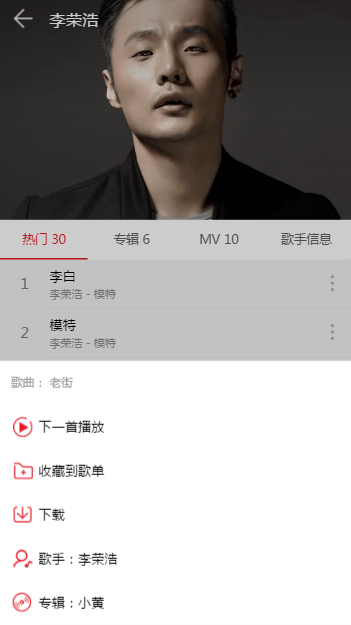 李荣浩
热门 30
专辑 6
MV 10
歌手信息
1
李白
李荣浩 - 模特
2
模特
李荣浩 - 模特
歌曲： 老街
下一首播放
收藏到歌单
下载
歌手：李荣浩
专辑：小黄